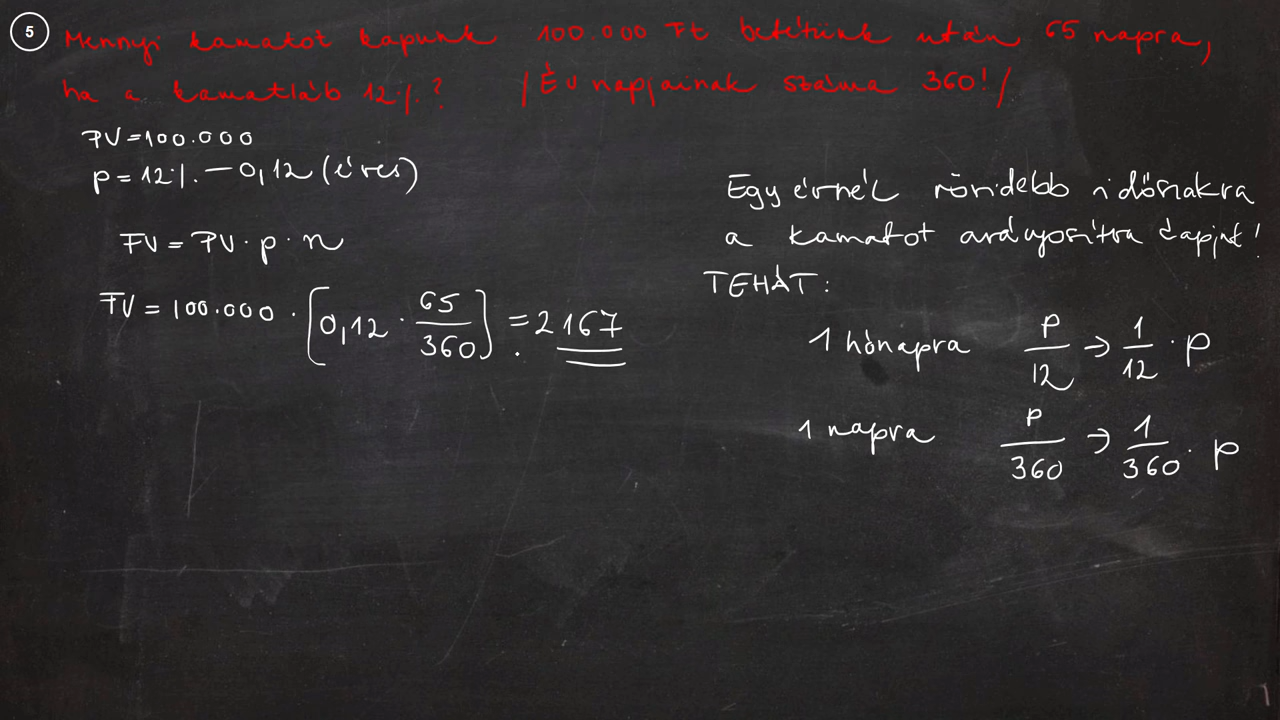 5
Mennyi kamatot kapunk 100.000 Ft betétünk után 65 napra,
ha a kamatláb 12%? /Év napjainak száma 360!/
PV=100.000
p=12% – 0,12 (éves)
FV = PV · p · n
FV = 100.000 · [0,12 · 65/360] = 2167
Egy évnél rövidebb időszakra
a kamatot arányosítva kapjuk!
TEHÁT:
1 hónapra p/12 → 1/12 · p
1 napra p/360 → 1/360 · p